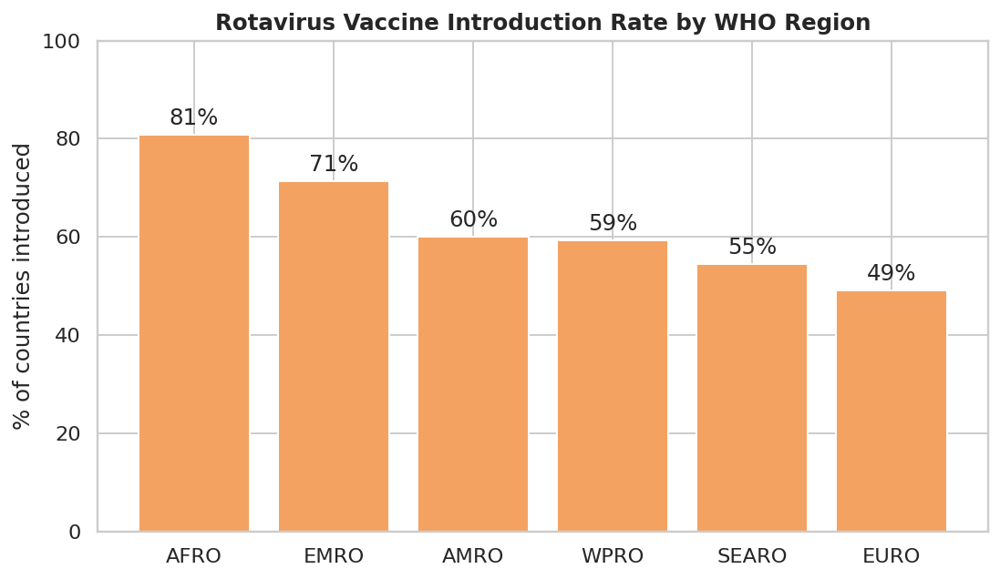 Rotavirus Vaccine Introduction Rate by WHO Region
% of countries introduced
100
80
60
40
20
0
81%
71%
60%
59%
55%
49%
AFRO
EMRO
AMRO
WPRO
SEARO
EURO